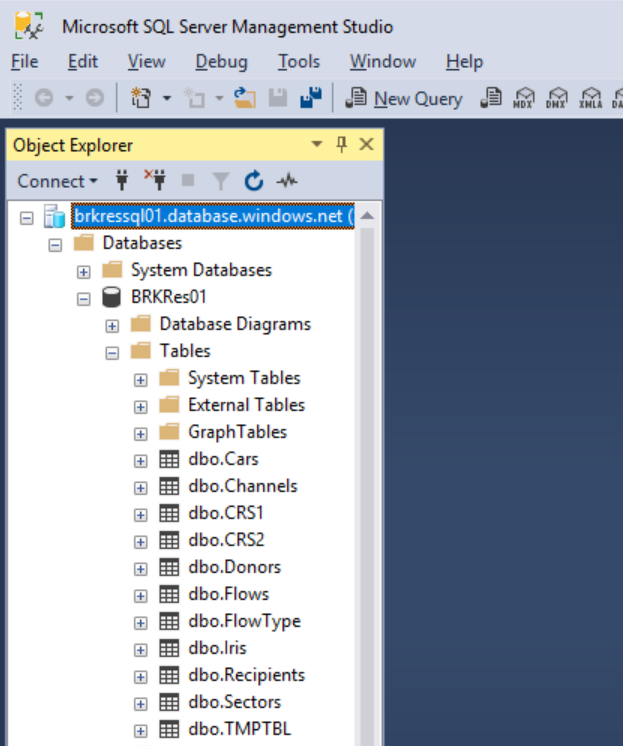 Microsoft SQL Server Management Studio
File Edit View Debug Tools Window Help
New Query MDX DMX XMLA
Object Explorer
Connect
brkressql01.database.windows.net (
Databases
System Databases
BRKRes01
Database Diagrams
Tables
System Tables
External Tables
GraphTables
dbo.Cars
dbo.Channels
dbo.CRS1
dbo.CRS2
dbo.Donors
dbo.Flows
dbo.FlowType
dbo.Iris
dbo.Recipients
dbo.Sectors
dbo.TMPTBL